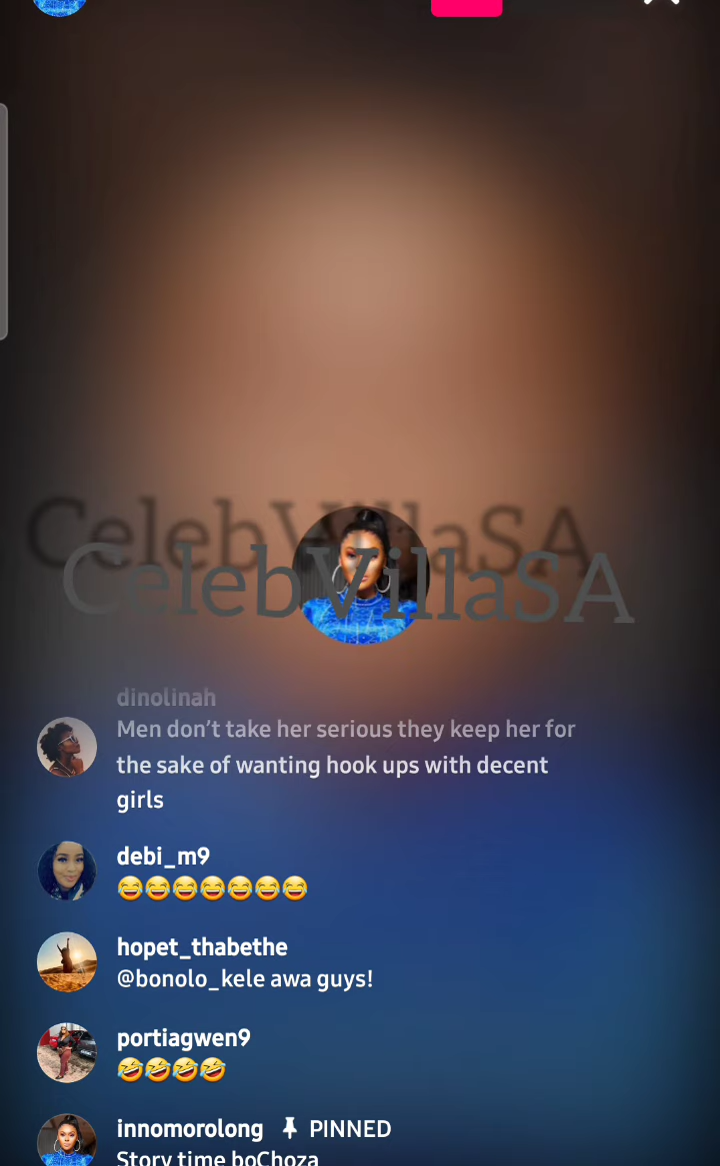 CelebVillaSA
CelebVillaSA
dinolinah
Men don't take her serious they keep her for
the sake of wanting hook ups with decent
girls
debi_m9
😂😂😂😂😂😂😂
hopet_thabethe
@bonolo_kele awa guys!
portiagwen9
🤣🤣🤣🤣
innomorolong PINNED
Story time boChoza